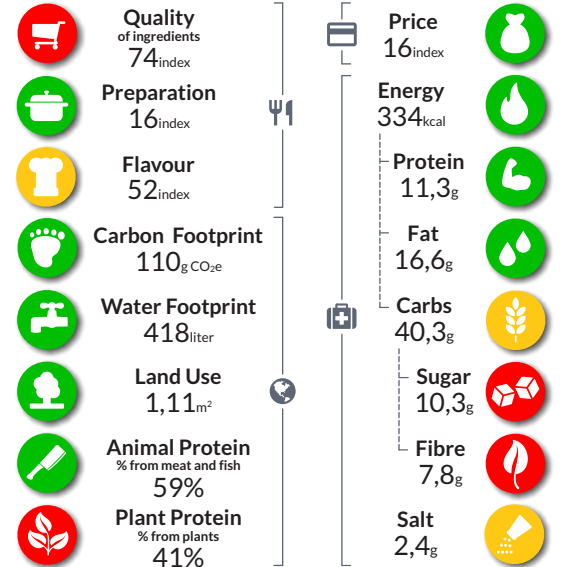 Quality
of ingredients
74index
Preparation
16index
Flavour
52index
Carbon Footprint
110g CO₂e
Water Footprint
418liter
Land Use
1,11m²
Animal Protein
% from meat and fish
59%
Plant Protein
% from plants
41%
Price
16index
Energy
334kcal
Protein
11,3g
Fat
16,6g
Carbs
40,3g
Sugar
10,3g
Fibre
7,8g
Salt
2,4g